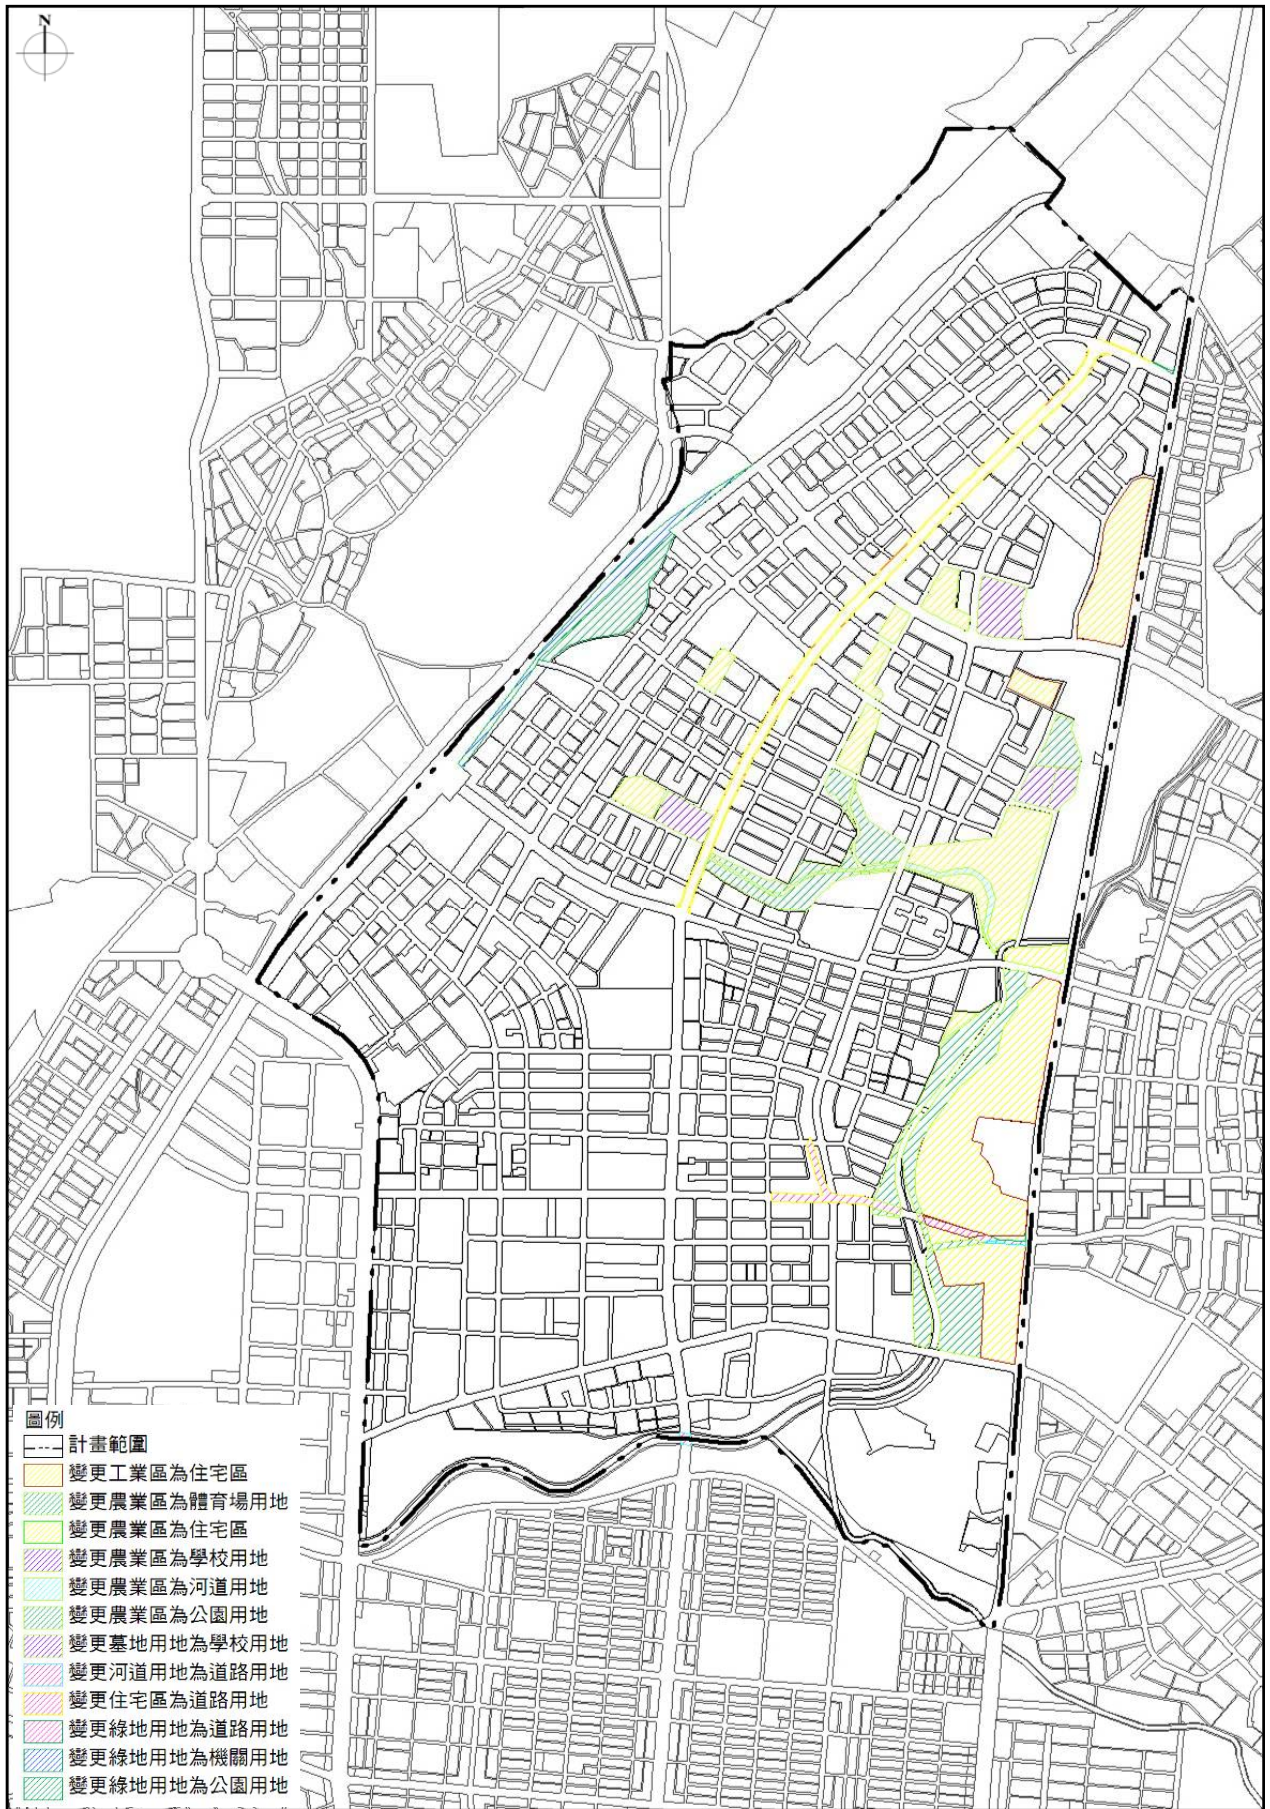 N
圖例
計畫範圍
變更工業區為住宅區
變更農業區為體育場用地
變更農業區為住宅區
變更農業區為學校用地
變更農業區為河道用地
變更農業區為公園用地
變更墓地用地為學校用地
變更河道用地為道路用地
變更住宅區為道路用地
變更綠地用地為道路用地
變更綠地用地為機關用地
變更綠地用地為公園用地